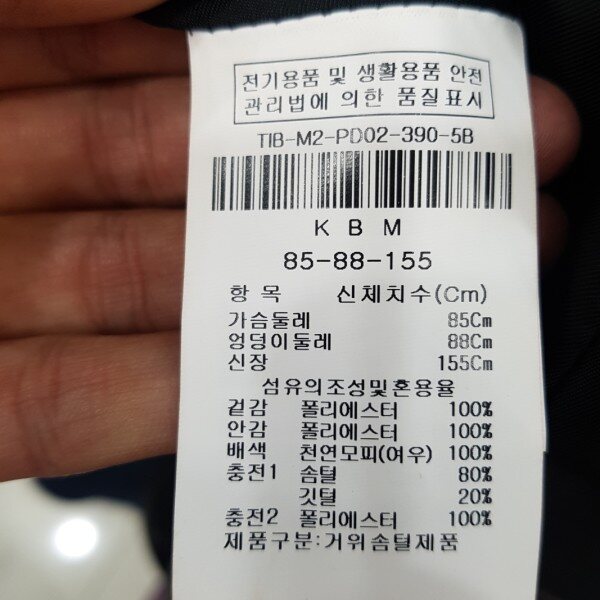 전기용품 및 생활용품 안전
관리법에 의한 품질표시
TIB-M2-PD02-390-5B
K B M
85-88-155
항 목 신체치수(Cm)
가슴둘레 85Cm
엉덩이둘레 88Cm
신장 155Cm
섬유의조성및혼용율
겉감 폴리에스터 100%
안감 폴리에스터 100%
배색 천연모피(여우) 100%
충전1 솜털 80%
깃털 20%
충전2 폴리에스터 100%
제품구분:거위솜털제품